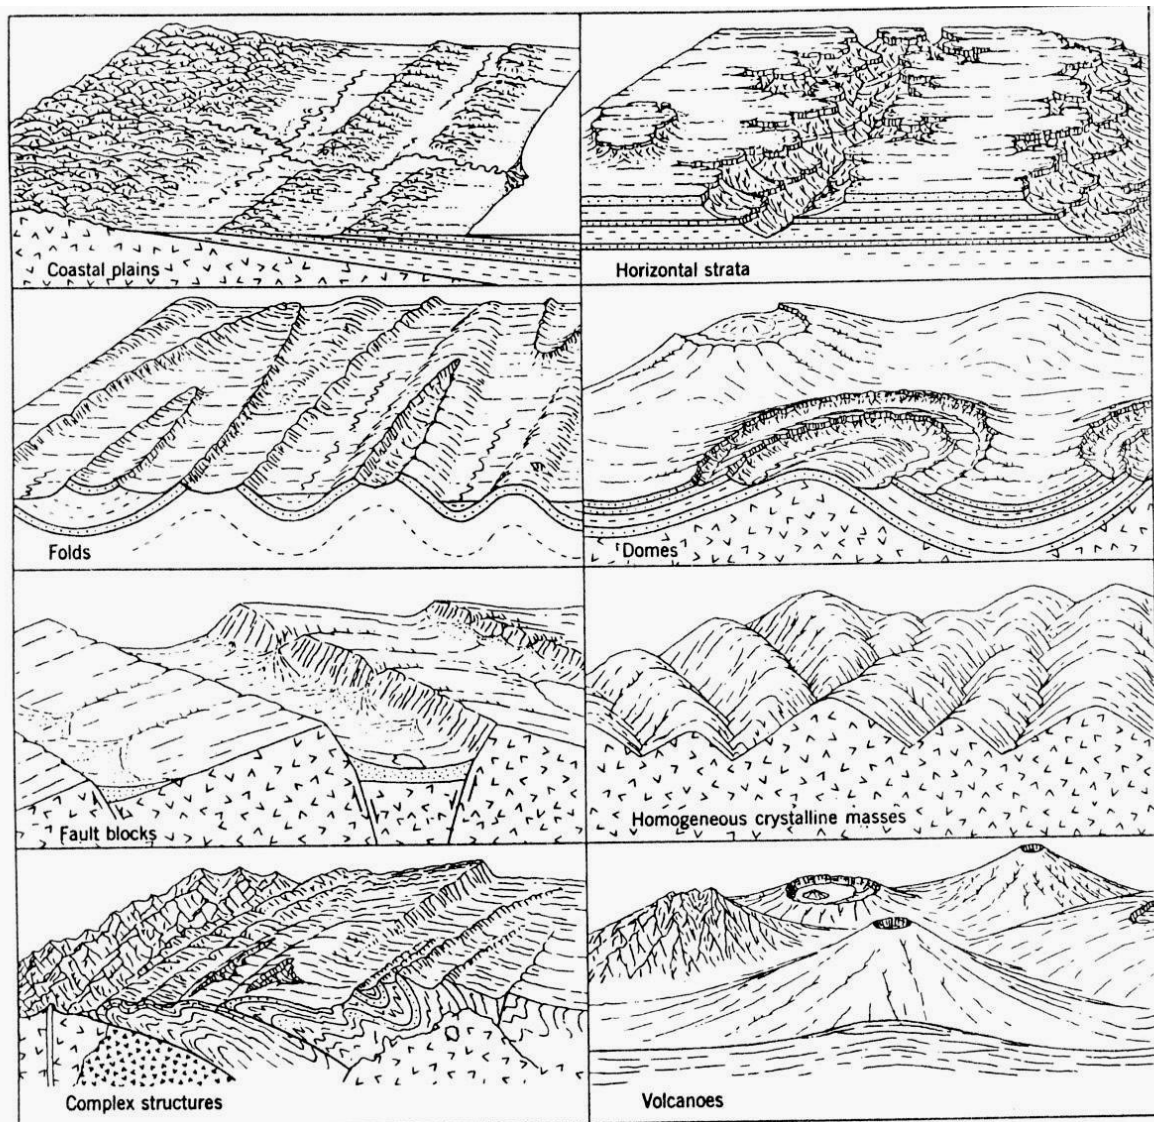 Coastal plains
Horizontal strata
Folds
Domes
Fault blocks
Homogeneous crystalline masses
Complex structures
Volcanoes